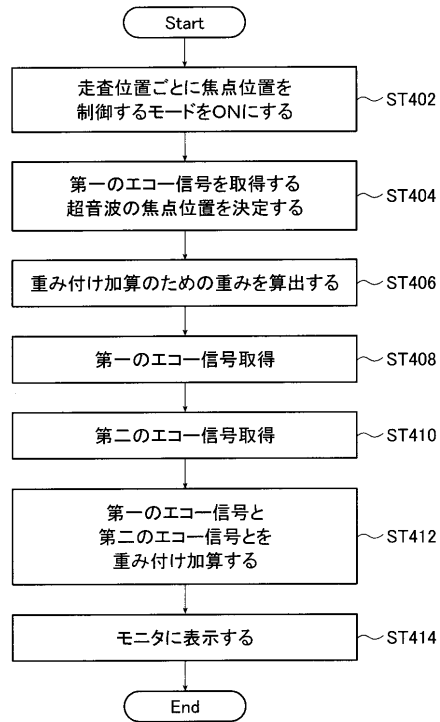 Start
走査位置ごとに焦点位置を
制御するモードをONにする
ST402
第一のエコー信号を取得する
超音波の焦点位置を決定する
ST404
重み付け加算のための重みを算出する
ST406
第一のエコー信号取得
ST408
第二のエコー信号取得
ST410
第一のエコー信号と
第二のエコー信号とを
重み付け加算する
ST412
モニタに表示する
ST414
End